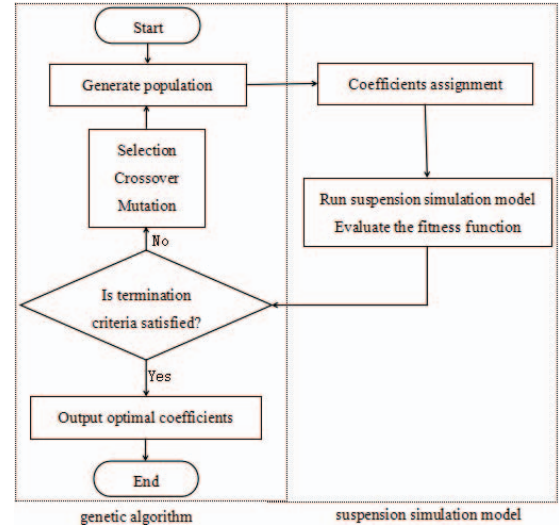 Start
Generate population
Coefficients assignment
Selection
Crossover
Mutation
Run suspension simulation model
Evaluate the fitness function
No
Is termination
criteria satisfied?
Yes
Output optimal coefficients
End
genetic algorithm
suspension simulation model